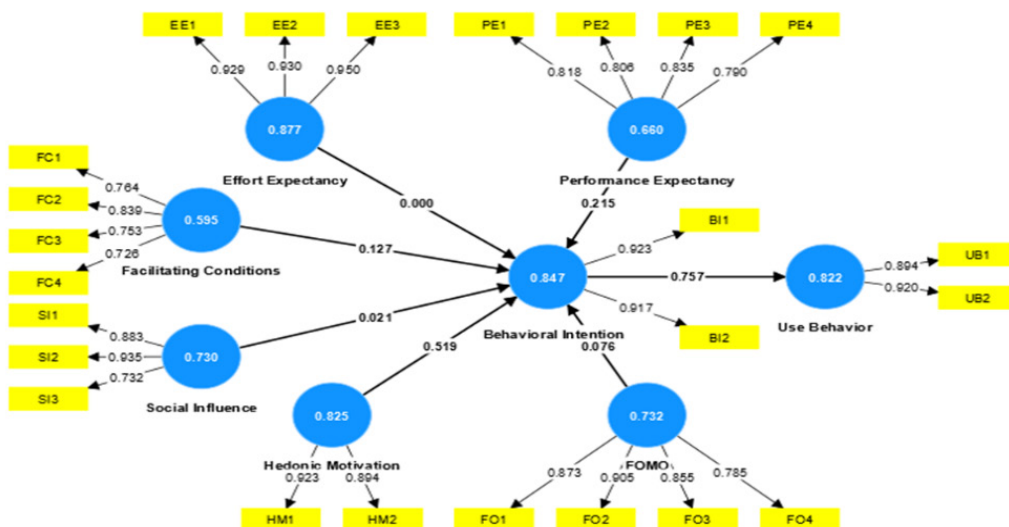 EE1 EE2 EE3 PE1 PE2 PE3 PE4
0.929 0.930 0.950 0.818 0.806 0.835 0.790
0.877 0.660
Effort Expectancy Performance Expectancy
FC1
FC2
FC3
FC4
0.764
0.839
0.753
0.726
0.595
Facilitating Conditions
0.000
0.215
0.127
BI1
0.923
0.847
Behavioral Intention
0.917
BI2
0.757
0.822
Use Behavior
0.894
UB1
0.920
UB2
SI1
SI2
SI3
0.883
0.935
0.732
0.730
Social Influence
0.021
0.519
0.076
0.825
Hedonic Motivation
0.923 0.894
HM1 HM2
0.732
FOMO
0.873 0.905 0.855 0.785
FO1 FO2 FO3 FO4